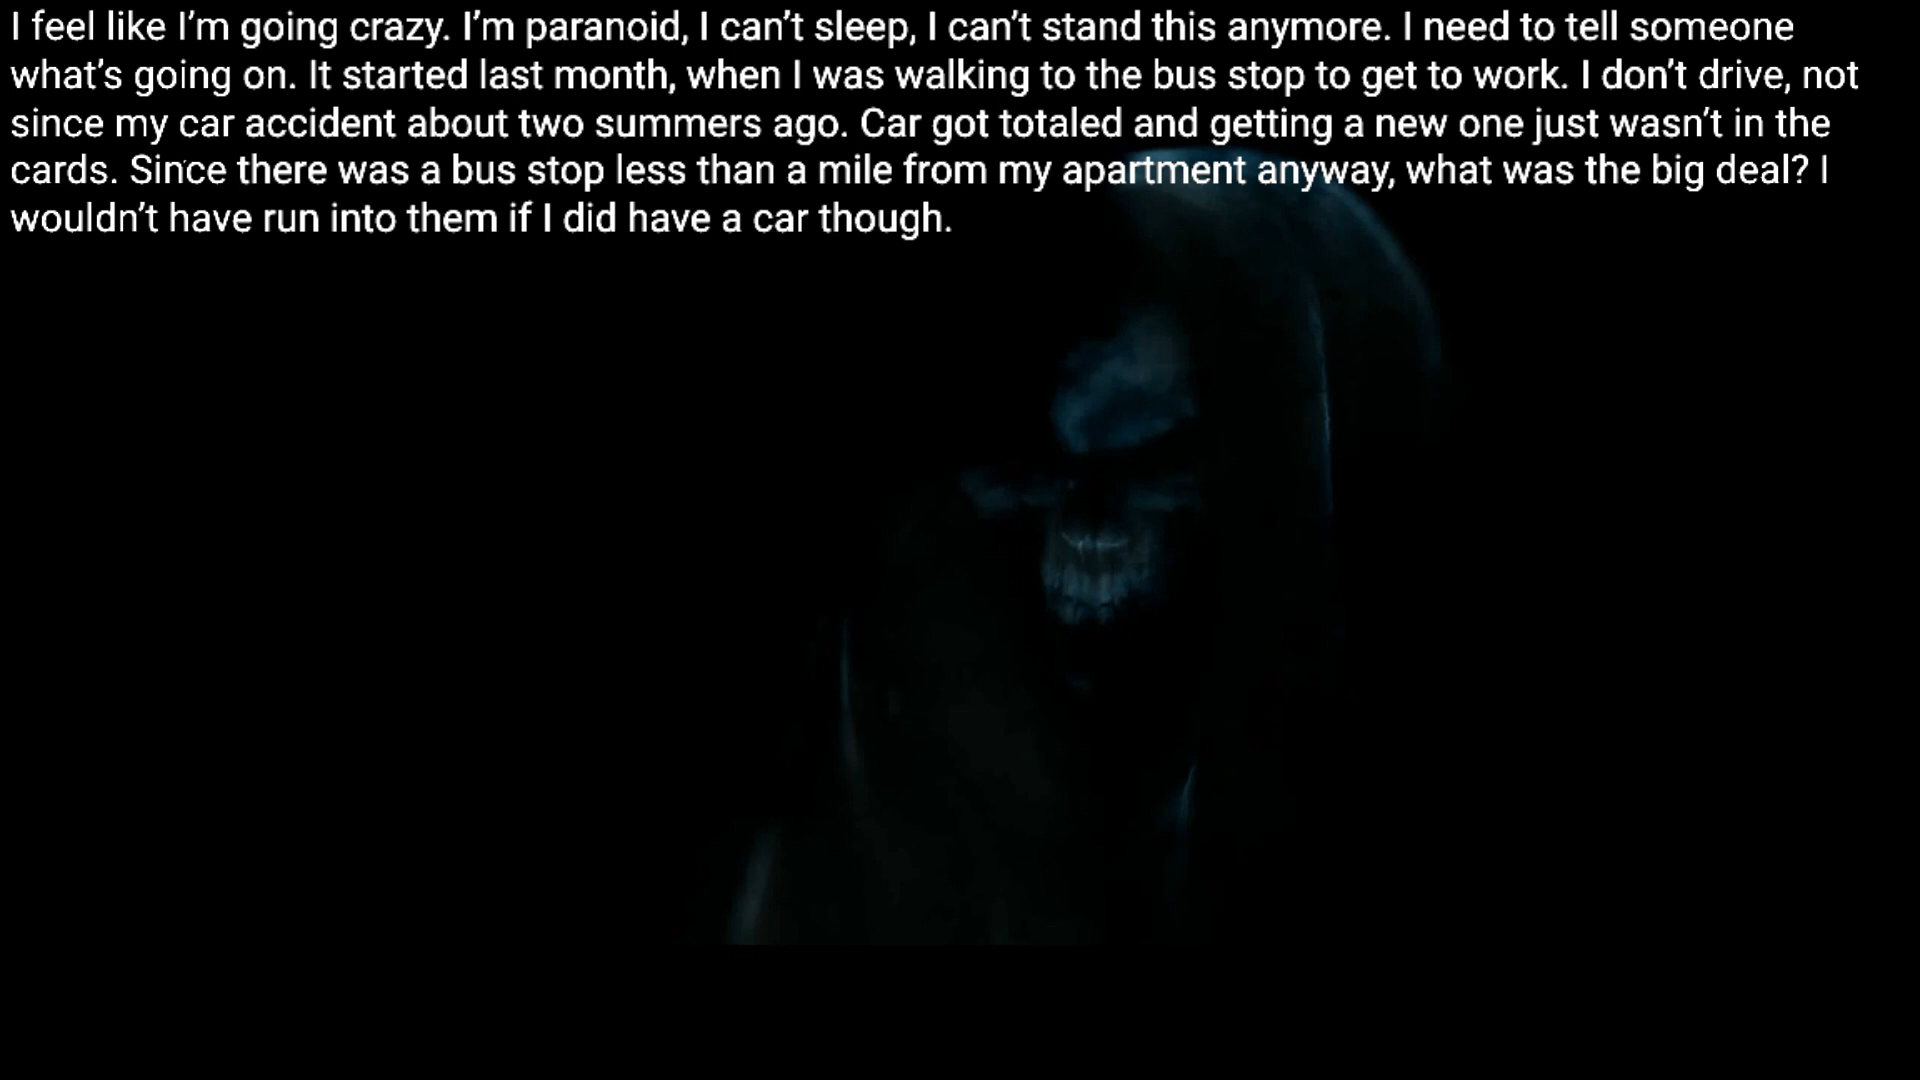 I feel like I’m going crazy. I’m paranoid, I can’t sleep, I can’t stand this anymore. I need to tell someone
what’s going on. It started last month, when I was walking to the bus stop to get to work. I don’t drive, not
since my car accident about two summers ago. Car got totaled and getting a new one just wasn’t in the
cards. Since there was a bus stop less than a mile from my apartment anyway, what was the big deal? I
wouldn’t have run into them if I did have a car though.